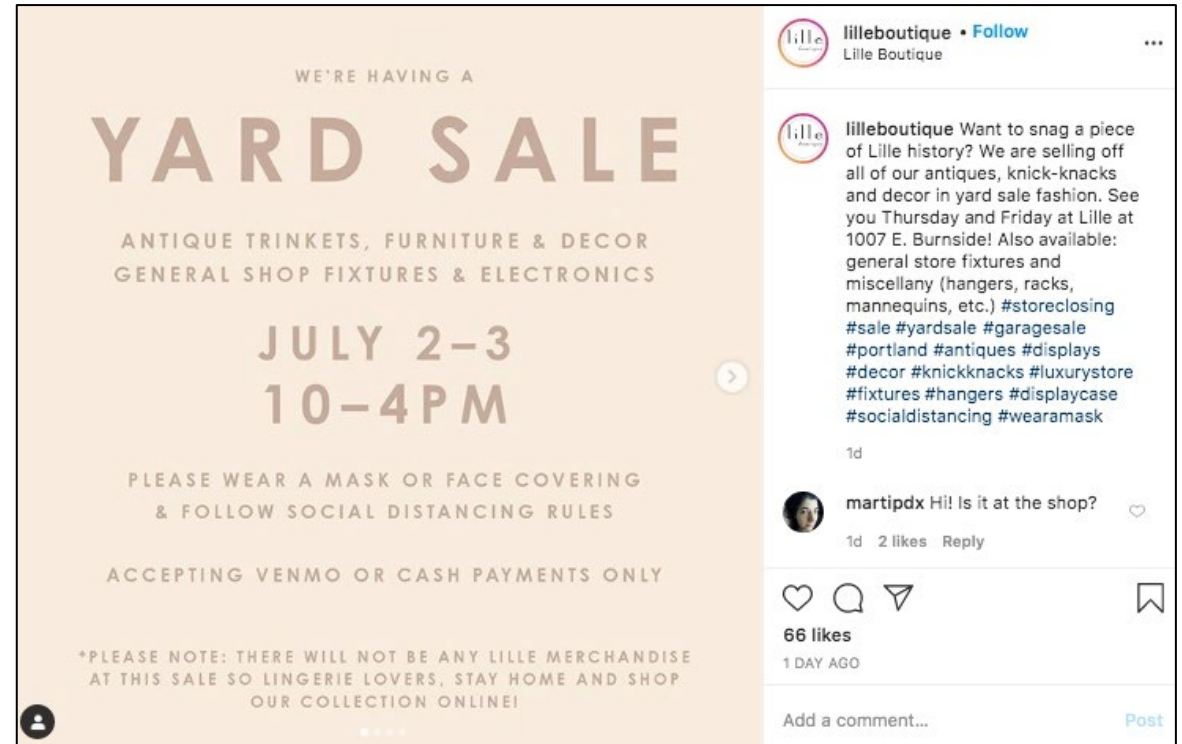 WE'RE HAVING A
YARD SALE
ANTIQUE TRINKETS, FURNITURE & DECOR
GENERAL SHOP FIXTURES & ELECTRONICS
JULY 2–3
10–4PM
PLEASE WEAR A MASK OR FACE COVERING
& FOLLOW SOCIAL DISTANCING RULES
ACCEPTING VENMO OR CASH PAYMENTS ONLY
*PLEASE NOTE: THERE WILL NOT BE ANY LILLE MERCHANDISE
AT THIS SALE SO LINGERIE LOVERS, STAY HOME AND SHOP
OUR COLLECTION ONLINE!
lille
lilleboutique • Follow
Lille Boutique
lille
lilleboutique Want to snag a piece
of Lille history? We are selling off
all of our antiques, knick-knacks
and decor in yard sale fashion. See
you Thursday and Friday at Lille at
1007 E. Burnside! Also available:
general store fixtures and
miscellany (hangers, racks,
mannequins, etc.) #storeclosing
#sale #yardsale #garagesale
#portland #antiques #displays
#decor #knickknacks #luxurystore
#fixtures #hangers #displaycase
#socialdistancing #wearamask
1d
martipdx Hi! Is it at the shop?
1d 2 likes Reply
66 likes
1 DAY AGO
Add a comment... Post